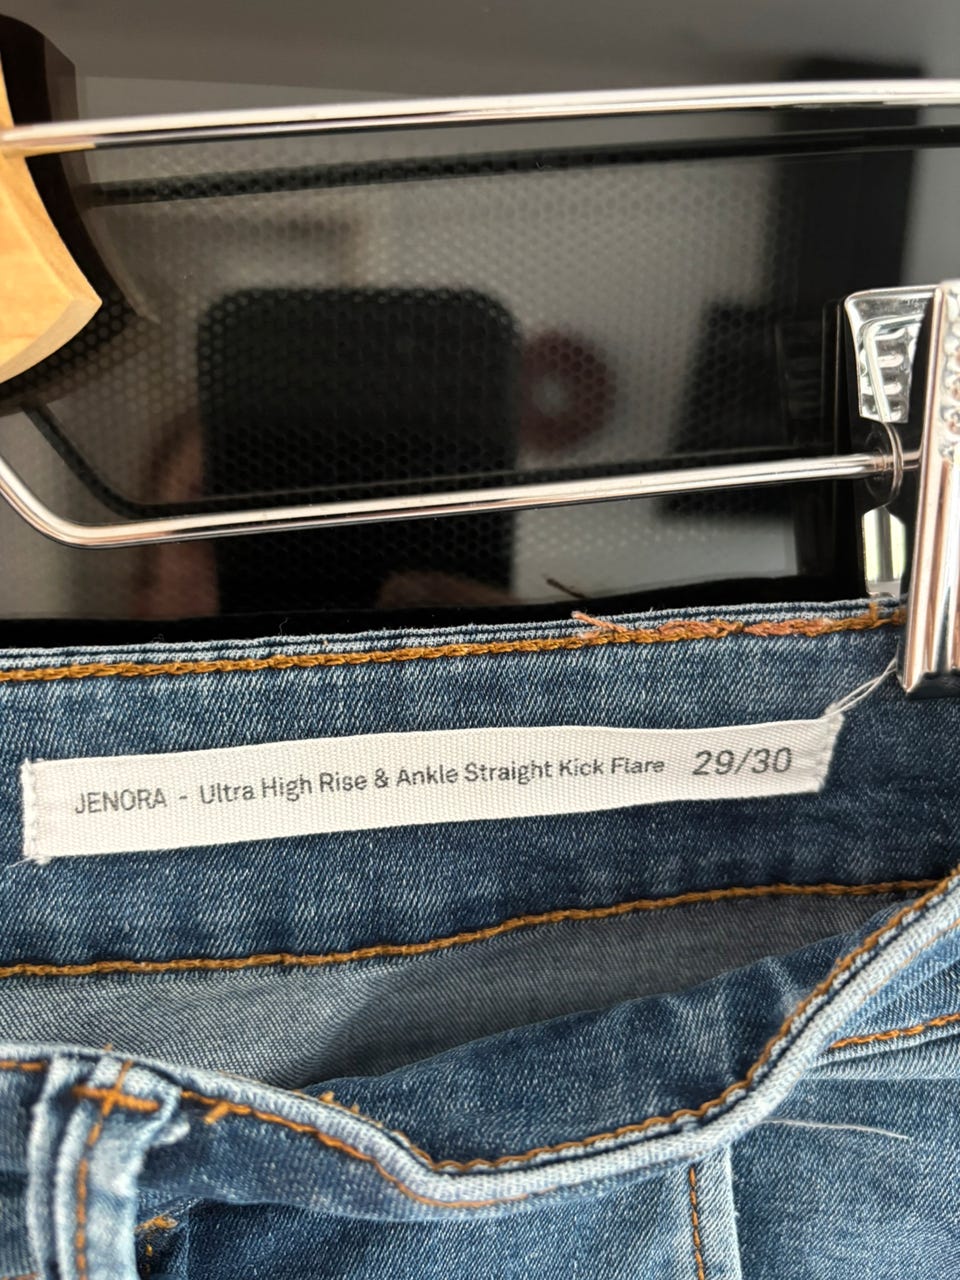 JENORA - Ultra High Rise & Ankle Straight Kick Flare 29/30